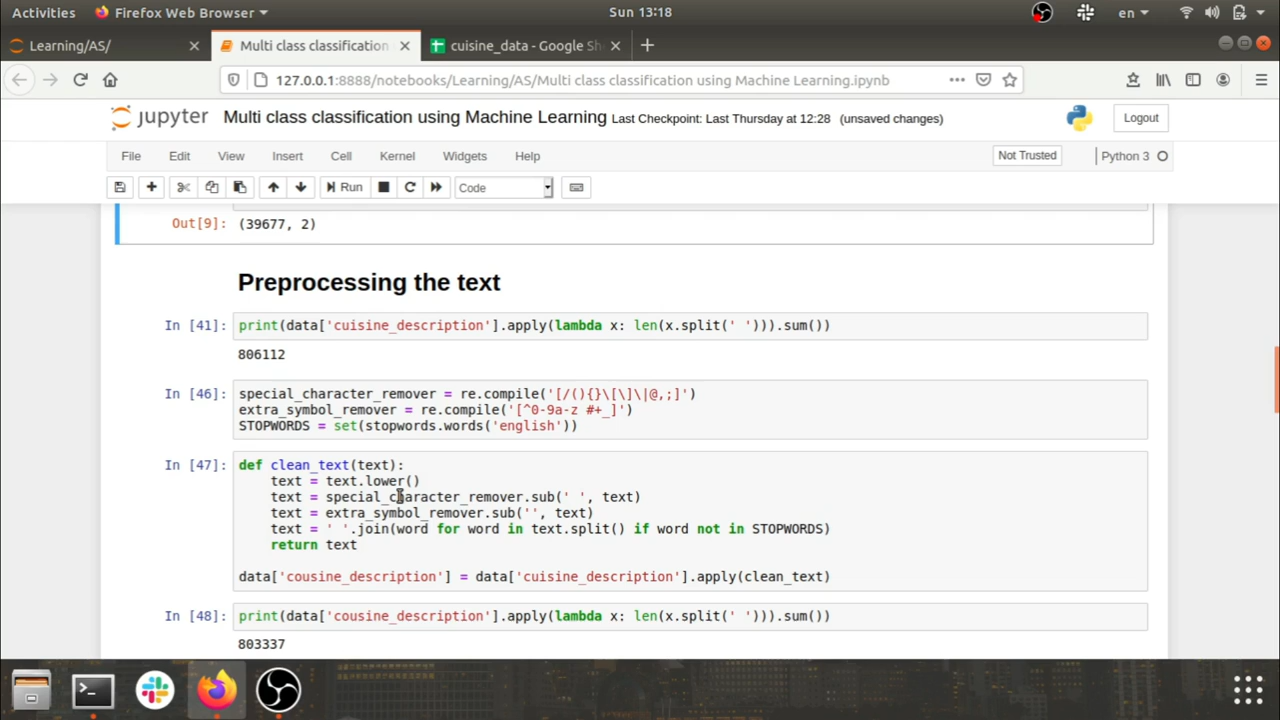 Activities Firefox Web Browser Sun 13:18 en
Learning/AS/ Multi class classification cuisine_data - Google She
127.0.0.1:8888/notebooks/Learning/AS/Multi class classification using Machine Learning.ipynb
jupyter Multi class classification using Machine Learning Last Checkpoint: Last Thursday at 12:28 (unsaved changes) Logout
File Edit View Insert Cell Kernel Widgets Help Not Trusted Python 3
Run Code
Out[9]: (39677, 2)
Preprocessing the text
In [41]: print(data['cuisine_description'].apply(lambda x: len(x.split(' '))).sum())
806112
In [46]: special_character_remover = re.compile('[/(){}\[\]\|@,;]')
extra_symbol_remover = re.compile('[^0-9a-z #+_]')
STOPWORDS = set(stopwords.words('english'))
In [47]: def clean_text(text):
text = text.lower()
text = special_character_remover.sub(' ', text)
text = extra_symbol_remover.sub('', text)
text = ' '.join(word for word in text.split() if word not in STOPWORDS)
return text
data['cousine_description'] = data['cuisine_description'].apply(clean_text)
In [48]: print(data['cousine_description'].apply(lambda x: len(x.split(' '))).sum())
803337